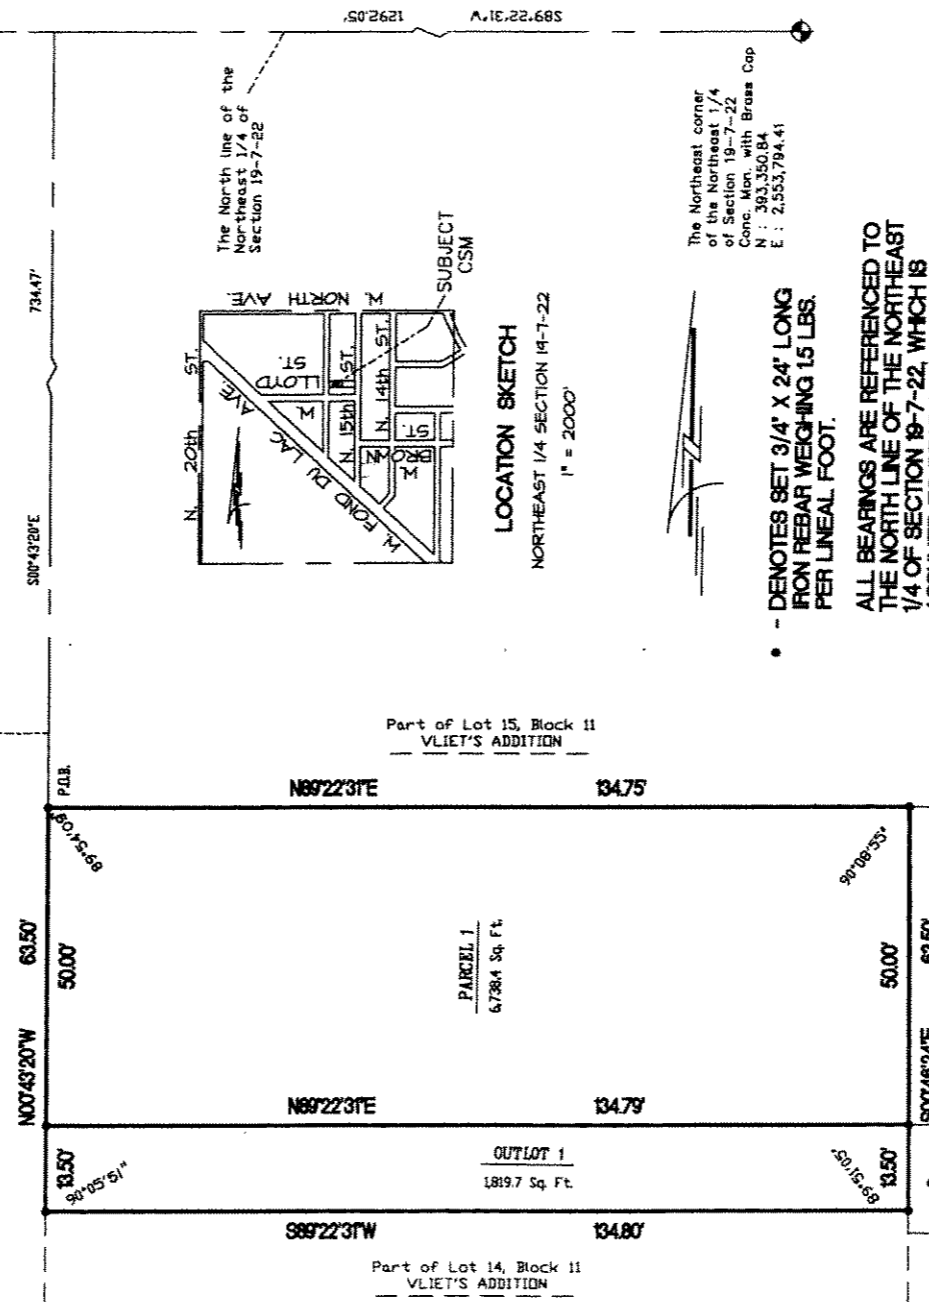 S89°22'31"W 1292.05'
The North line of the
Northeast 1/4 of
Section 19-7-22
734.47'
S00°43'20"E
The Northeast corner
of the Northeast 1/4
of Section 19-7-22
Conc. Mon. with Brass Cap
N : 393,350.84
E : 2,553,794.41
SUBJECT
CSM
W. NORTH AVE.
N. 20th ST.
W. LLOYD ST.
N. 15th ST.
N. 14th ST.
W. BROWN ST.
W. FOND DU LAC AVE.
LOCATION SKETCH
NORTHEAST 1/4 SECTION 14-7-22
1" = 2000'
• - DENOTES SET 3/4" X 24" LONG
IRON REBAR WEIGHING 1.5 LBS.
PER LINEAL FOOT.
ALL BEARINGS ARE REFERENCED TO
THE NORTH LINE OF THE NORTHEAST
1/4 OF SECTION 19-7-22, WHICH IS
Part of Lot 15, Block 11
VLIET'S ADDITION
P.O.B.
N89°22'31"E 134.75'
89°54'09"
90°08'55"
N00°43'20"W 63.50'
50.00'
PARCEL 1
6,738.4 Sq. Ft.
50.00'
S00°46'24"E 63.50'
N89°22'31"E 134.79'
13.50'
90°05'51"
OUTLOT 1
1,819.7 Sq. Ft.
89°51'05"
13.50'
S89°22'31"W 134.80'
Part of Lot 14, Block 11
VLIET'S ADDITION